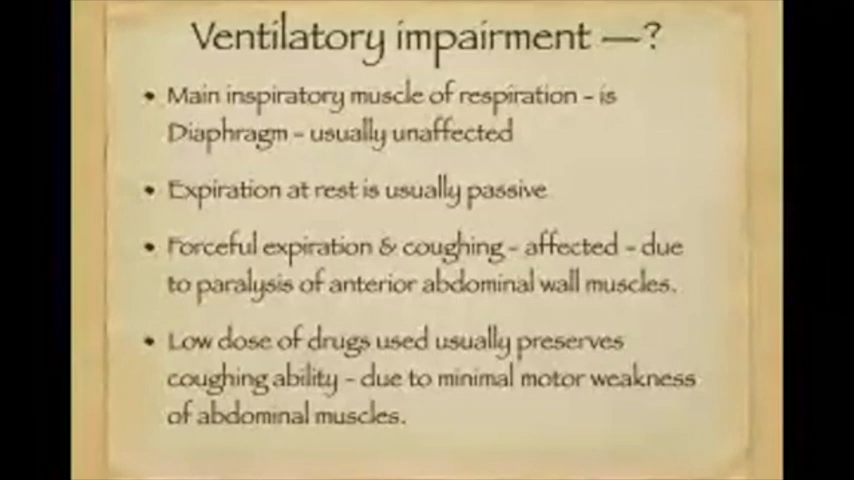 Ventilatory impairment —?
• Main inspiratory muscle of respiration - is
Diaphragm - usually unaffected
• Expiration at rest is usually passive
• Forceful expiration & coughing - affected - due
to paralysis of anterior abdominal wall muscles.
• Low dose of drugs used usually preserves
coughing ability - due to minimal motor weakness
of abdominal muscles.